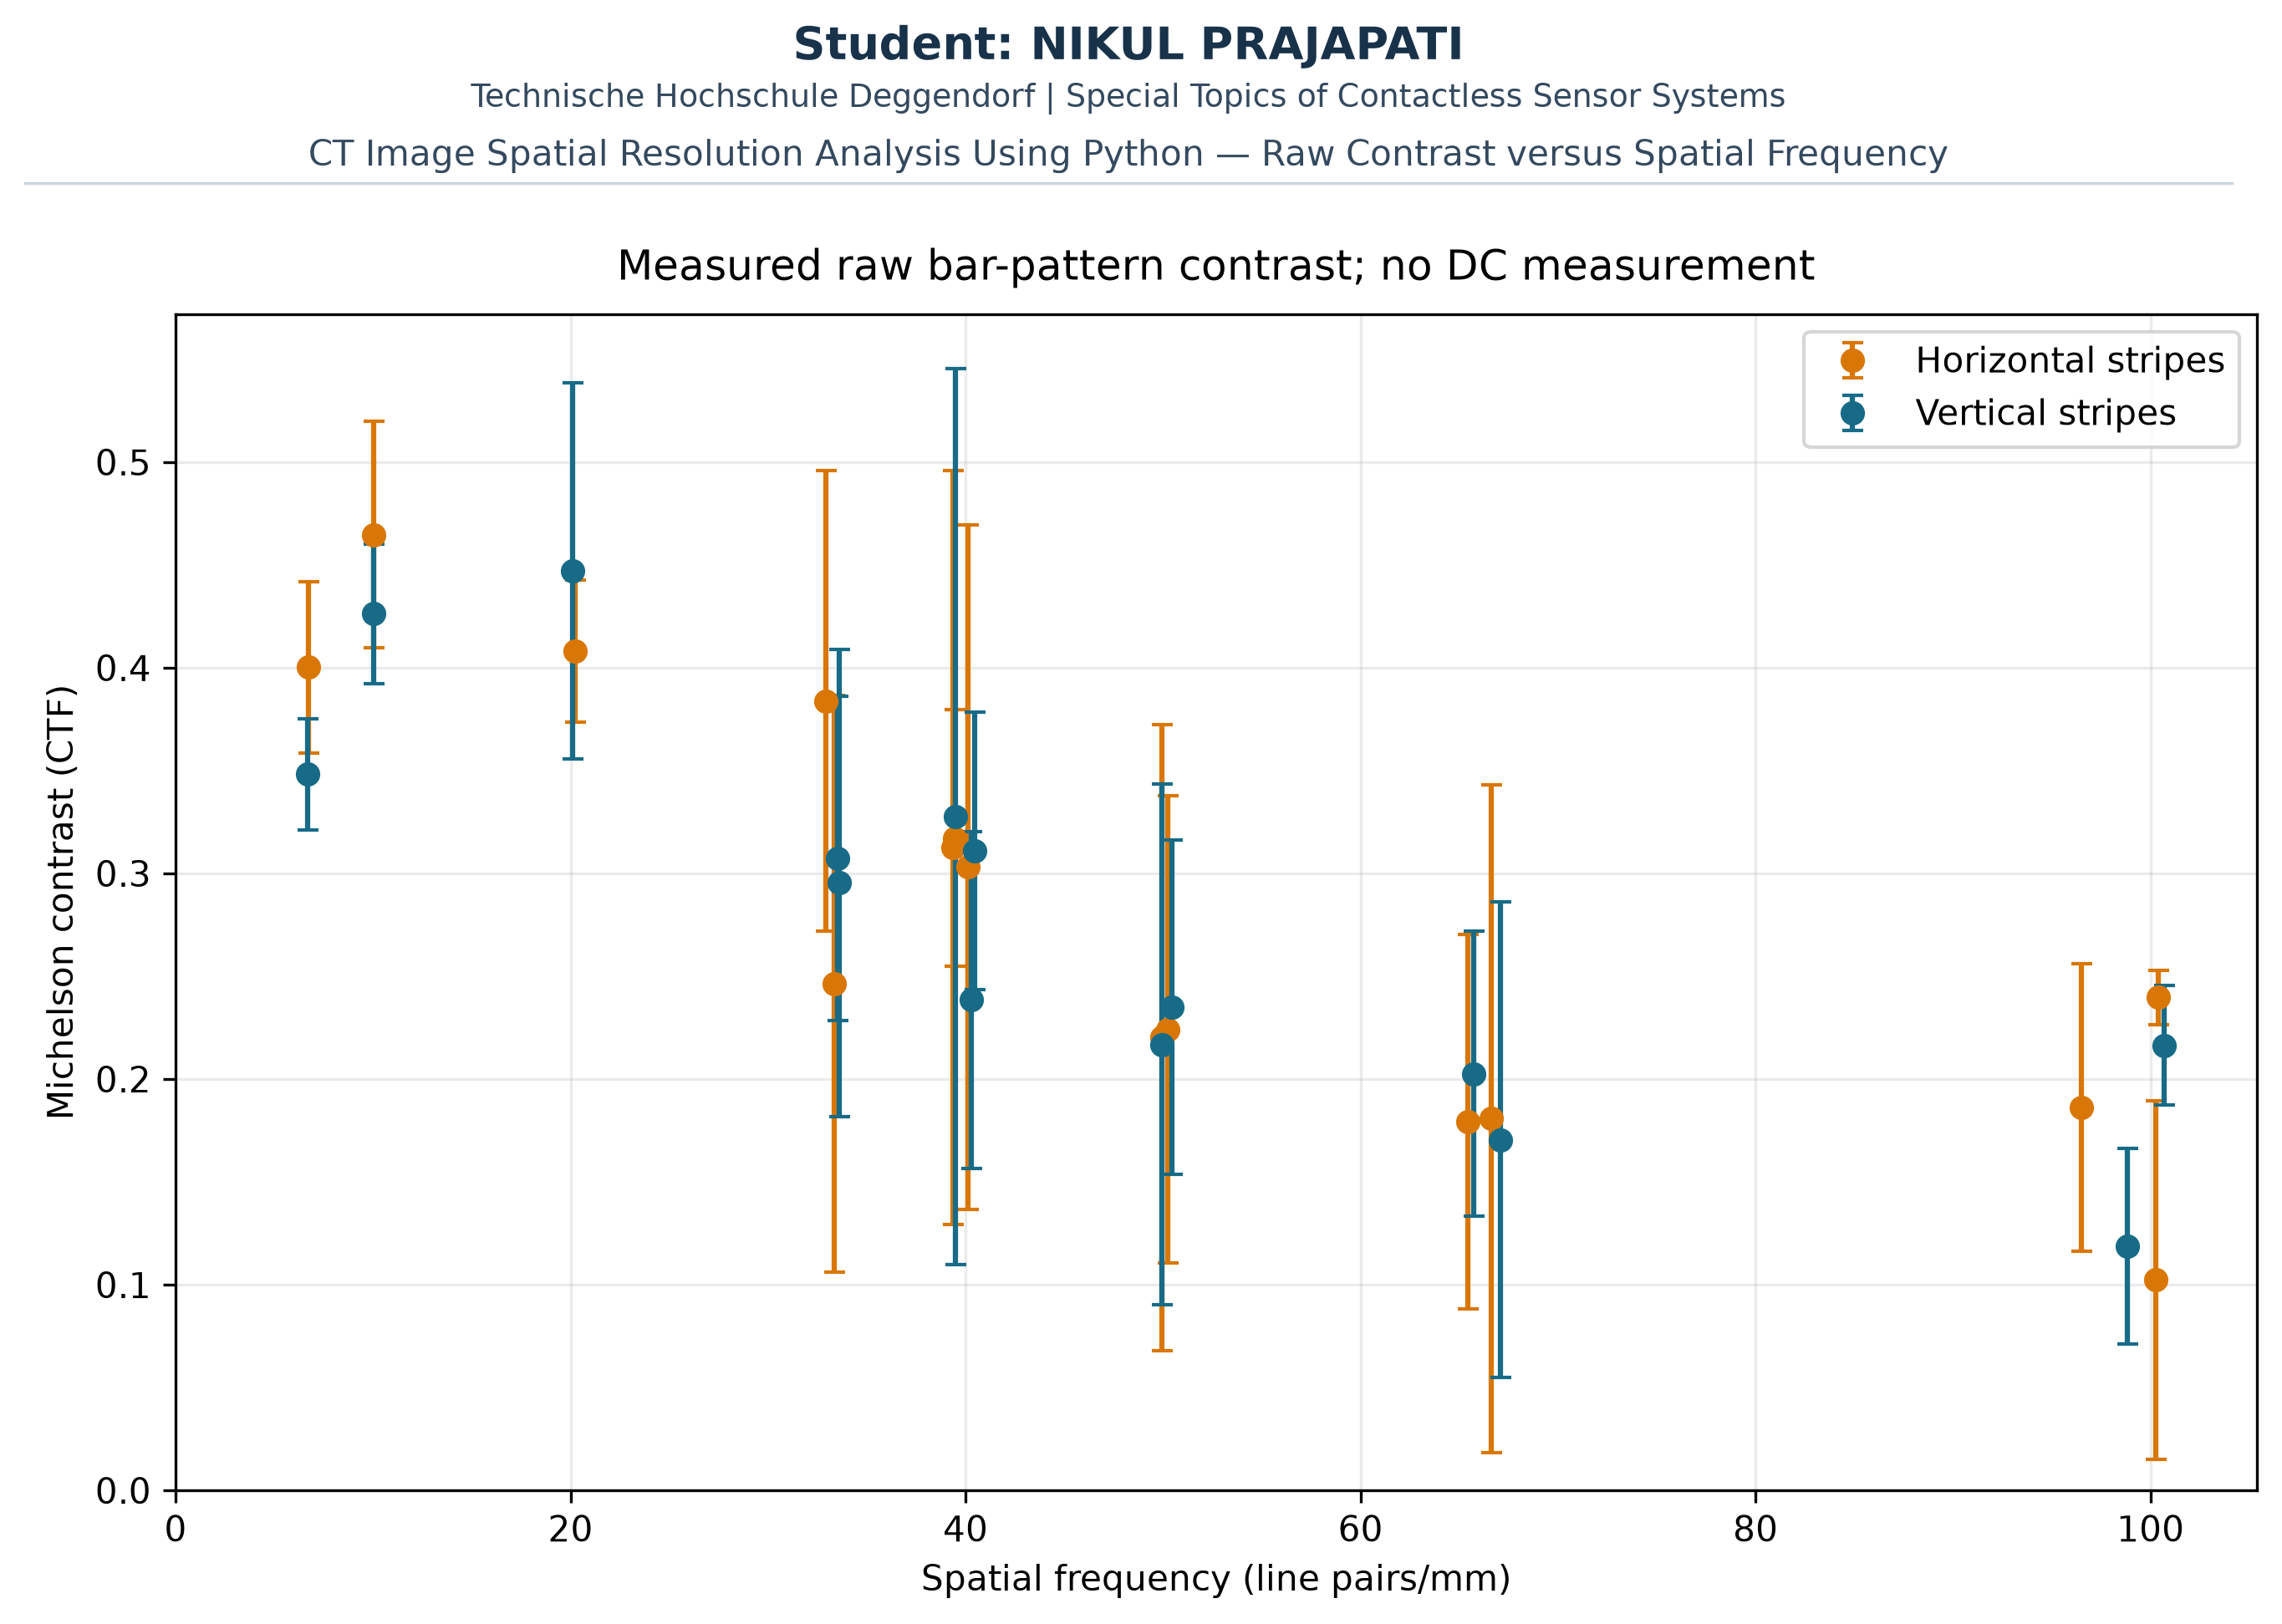 Student: NIKUL PRAJAPATI
Technische Hochschule Deggendorf | Special Topics of Contactless Sensor Systems
CT Image Spatial Resolution Analysis Using Python — Raw Contrast versus Spatial Frequency
Measured raw bar-pattern contrast; no DC measurement
Horizontal stripes
Vertical stripes
Michelson contrast (CTF)
0.5
0.4
0.3
0.2
0.1
0.0
0 20 40 60 80 100
Spatial frequency (line pairs/mm)